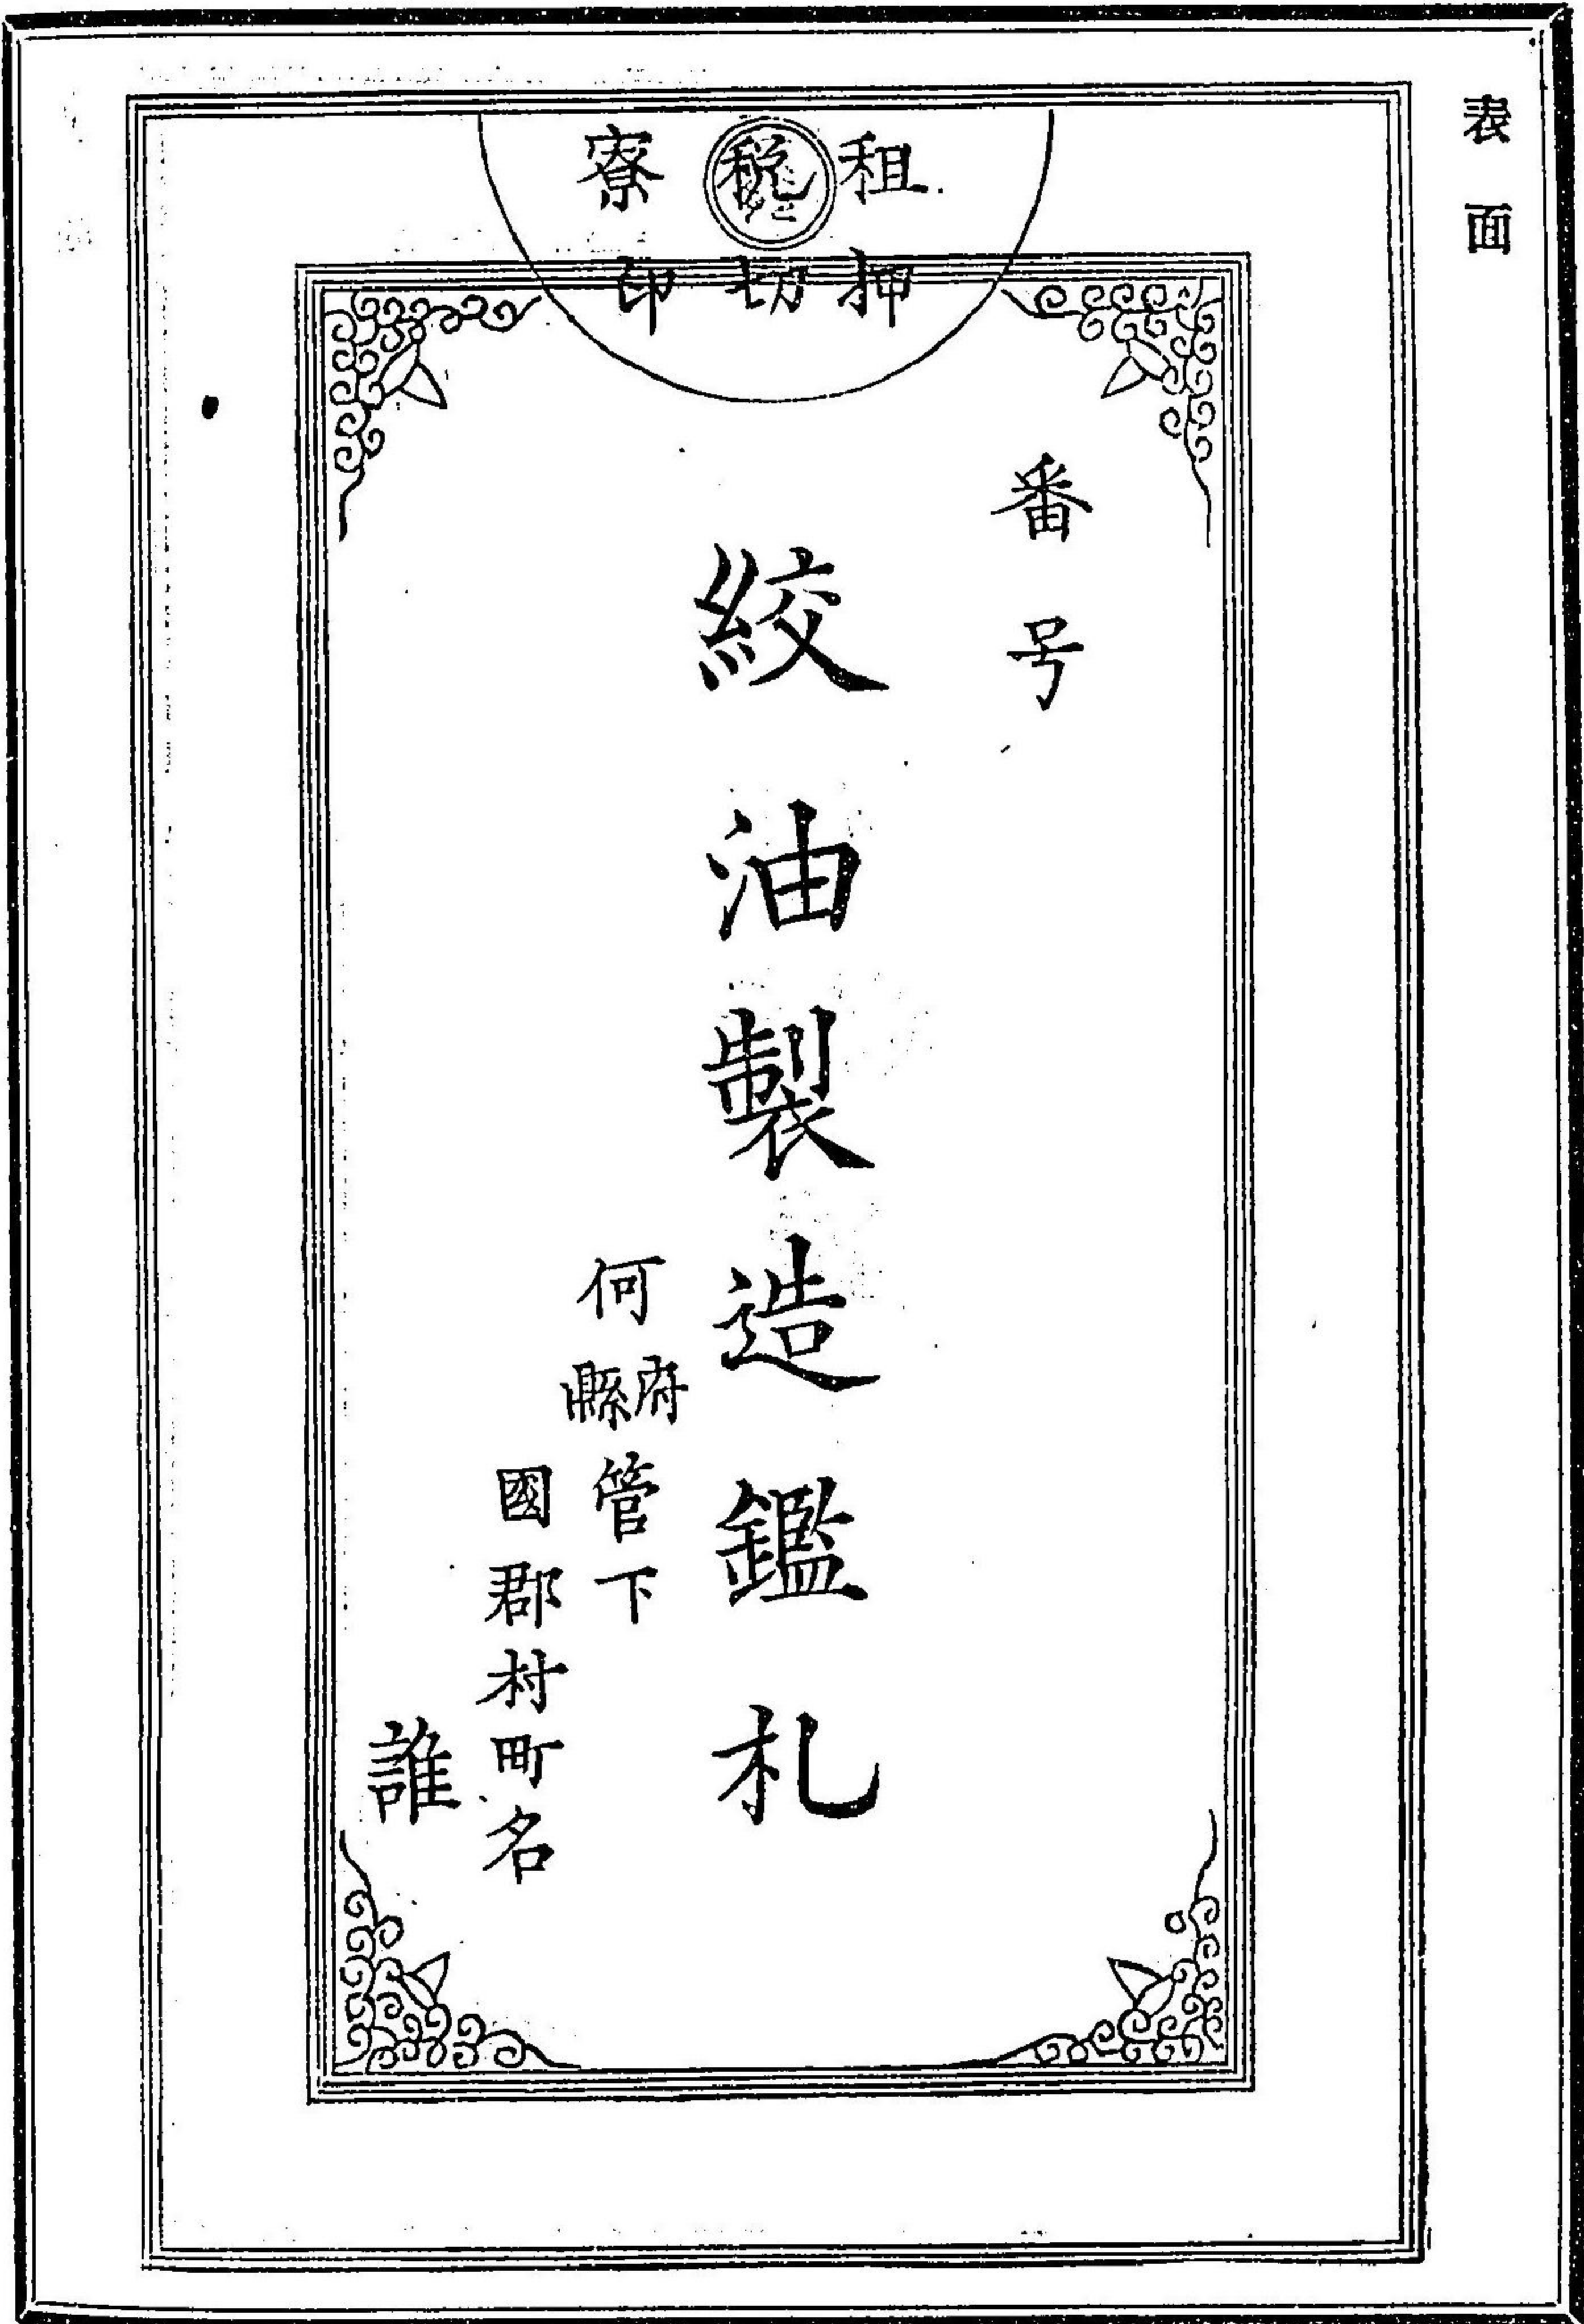 表面
租税寮
押切印
番号
絞油製造鑑札
何府縣管下
國郡村町名
誰